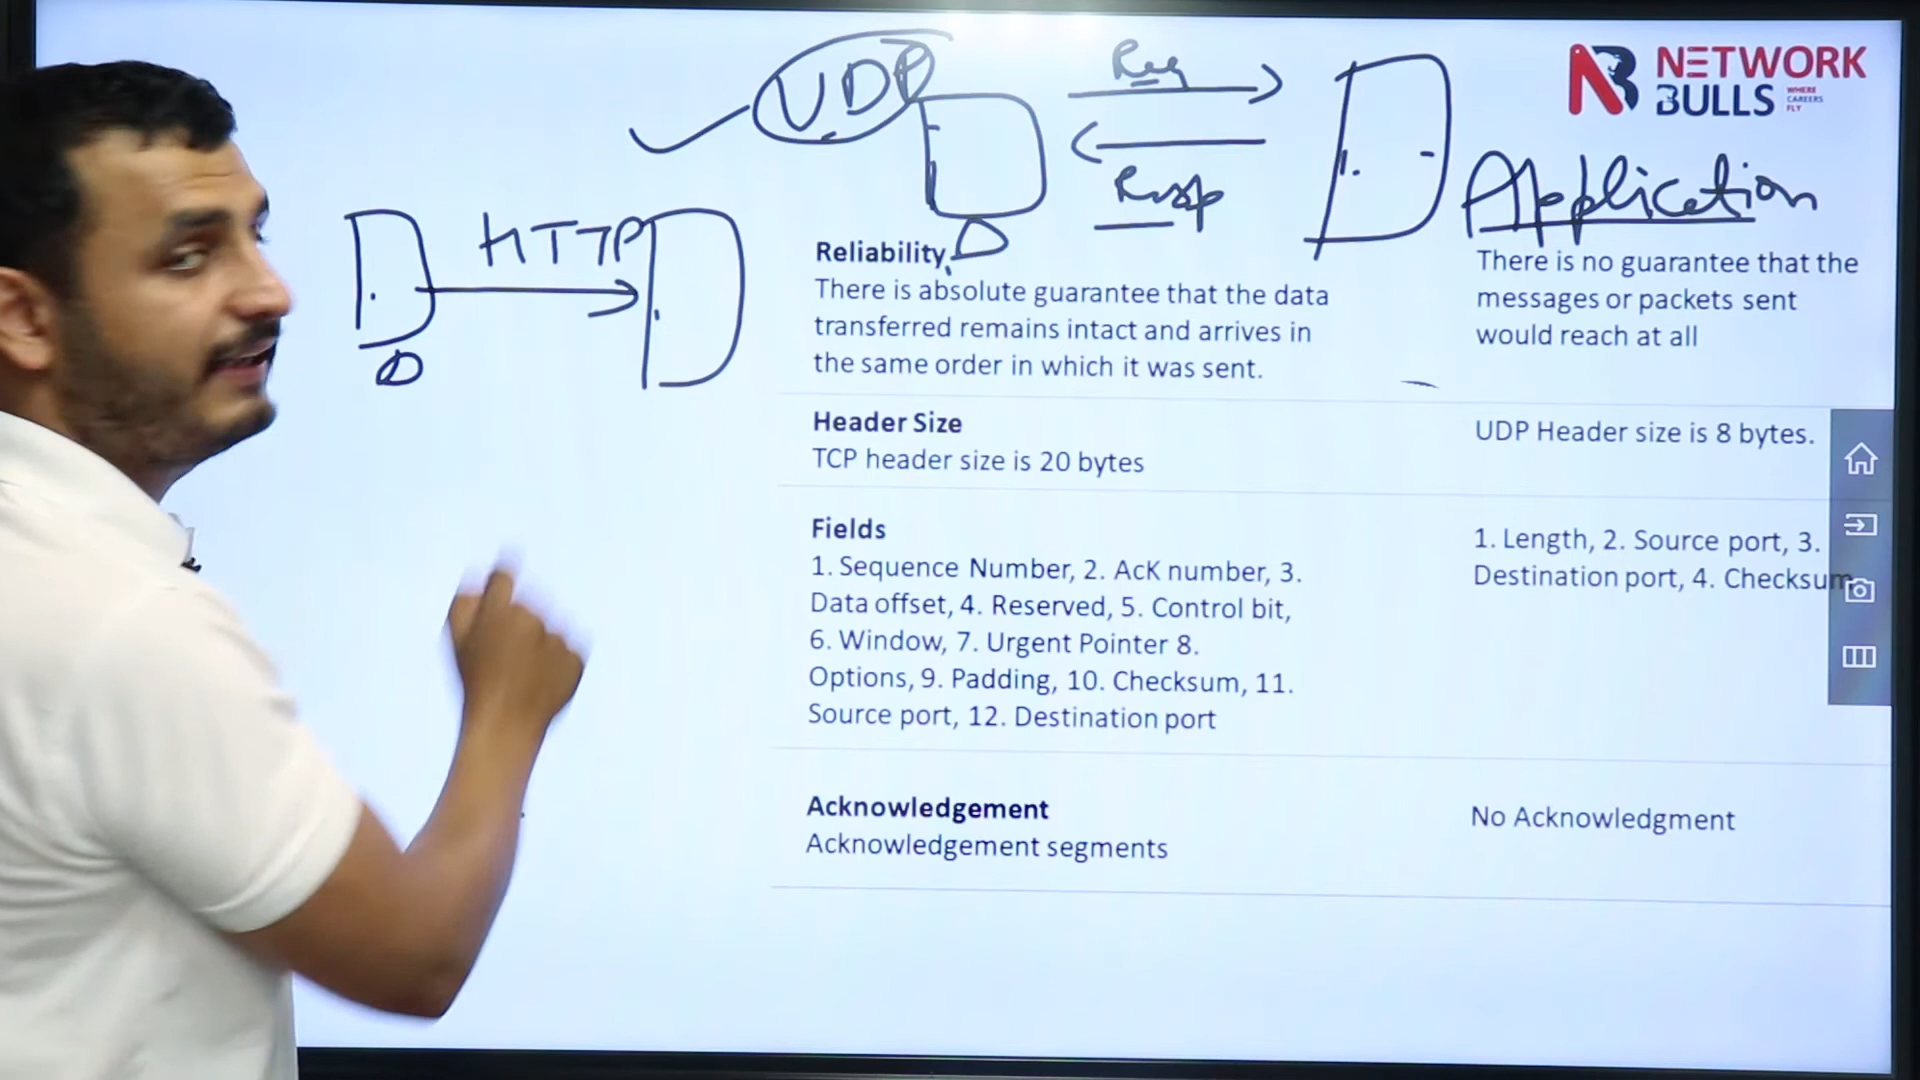 UDP
Req
NETWORK
BULLS
WHERE
CAREERS
FLY
HTTP
Resp
Application
Reliability
There is absolute guarantee that the data
transferred remains intact and arrives in
the same order in which it was sent.
There is no guarantee that the
messages or packets sent
would reach at all
Header Size
TCP header size is 20 bytes
UDP Header size is 8 bytes.
Fields
1. Sequence Number, 2. AcK number, 3.
Data offset, 4. Reserved, 5. Control bit,
6. Window, 7. Urgent Pointer 8.
Options, 9. Padding, 10. Checksum, 11.
Source port, 12. Destination port
1. Length, 2. Source port, 3.
Destination port, 4. Checksum
Acknowledgement
Acknowledgement segments
No Acknowledgment